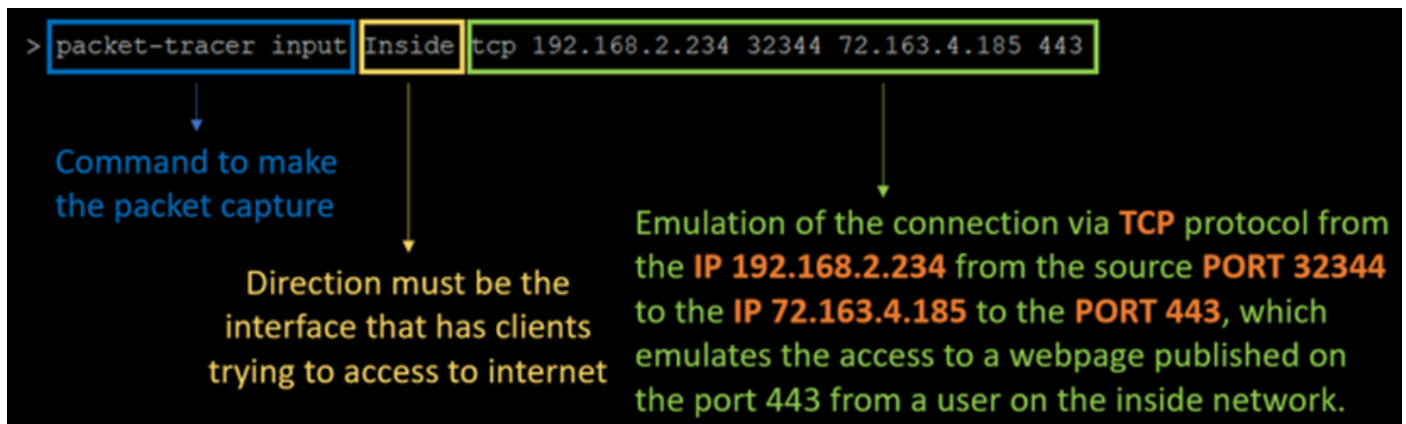 > packet-tracer input Inside tcp 192.168.2.234 32344 72.163.4.185 443
Command to make
the packet capture
Direction must be the
interface that has clients
trying to access to internet
Emulation of the connection via TCP protocol from
the IP 192.168.2.234 from the source PORT 32344
to the IP 72.163.4.185 to the PORT 443, which
emulates the access to a webpage published on
the port 443 from a user on the inside network.